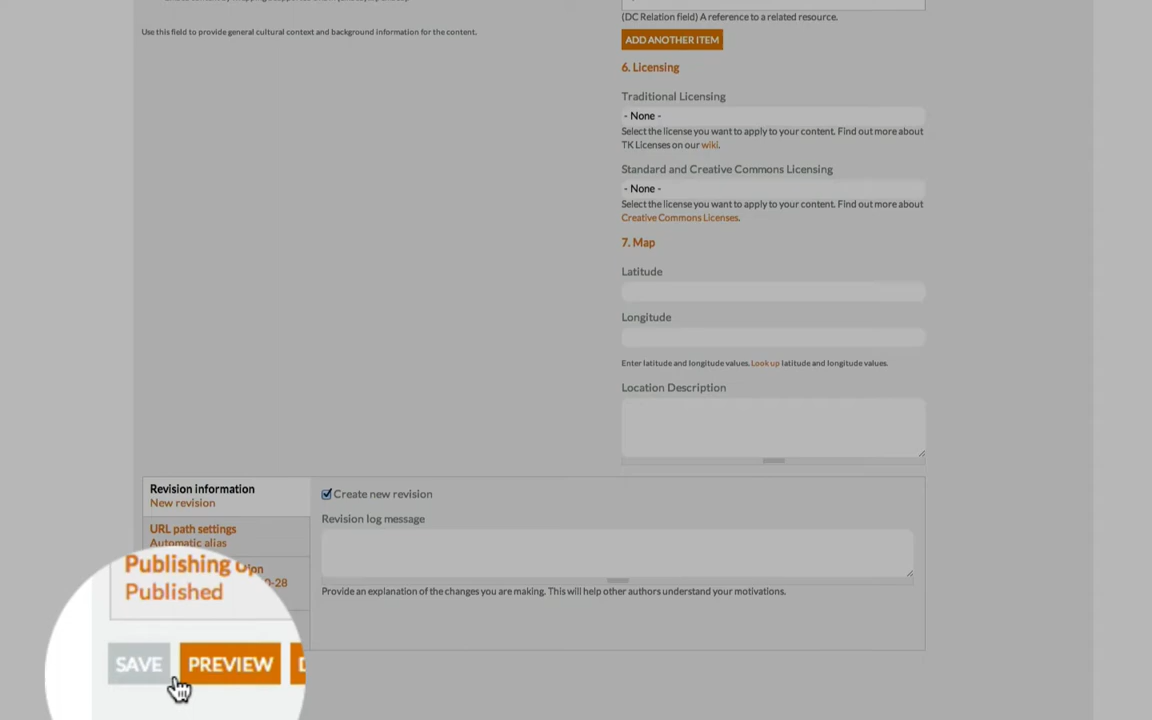 Use this field to provide general cultural context and background information for the content.
(DC Relation field) A reference to a related resource.
ADD ANOTHER ITEM
6. Licensing
Traditional Licensing
- None -
Select the license you want to apply to your content. Find out more about
TK Licenses on our wiki.
Standard and Creative Commons Licensing
- None -
Select the license you want to apply to your content. Find out more about
Creative Commons Licenses.
7. Map
Latitude
Longitude
Enter latitude and longitude values. Look up latitude and longitude values.
Location Description
Revision information
New revision
URL path settings
Automatic alias
Create new revision
Revision log message
Provide an explanation of the changes you are making. This will help other authors understand your motivations.
Publishing op
Published
SAVE
PREVIEW